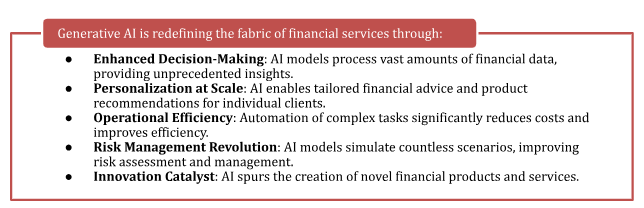 Generative AI is redefining the fabric of financial services through:
● Enhanced Decision-Making: AI models process vast amounts of financial data,
providing unprecedented insights.
● Personalization at Scale: AI enables tailored financial advice and product
recommendations for individual clients.
● Operational Efficiency: Automation of complex tasks significantly reduces costs and
improves efficiency.
● Risk Management Revolution: AI models simulate countless scenarios, improving
risk assessment and management.
● Innovation Catalyst: AI spurs the creation of novel financial products and services.